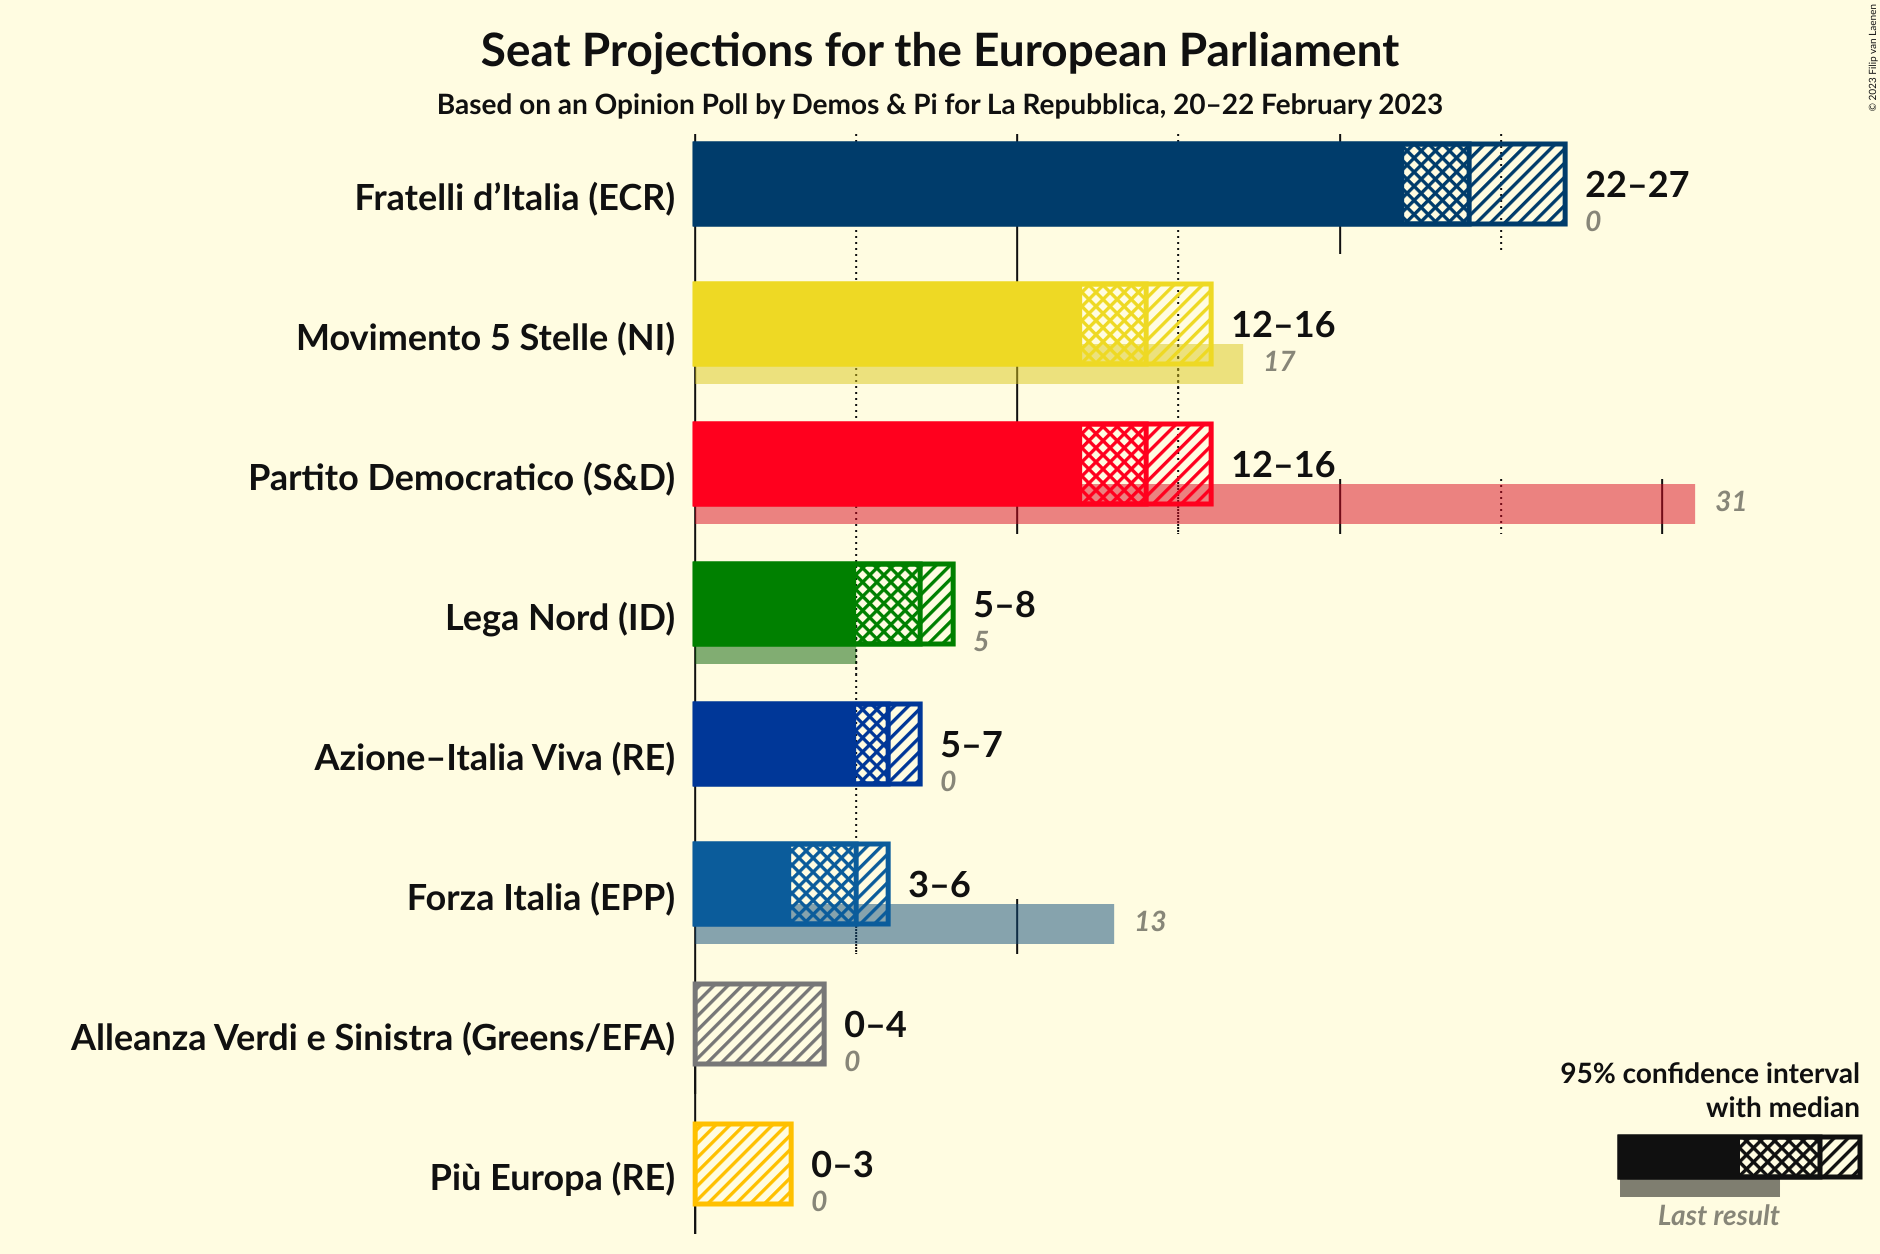 Seat Projections for the European Parliament
Based on an Opinion Poll by Demos & Pi for La Repubblica, 20–22 February 2023
© 2023 Filip van Laenen
Fratelli d’Italia (ECR)
22–27
0
Movimento 5 Stelle (NI)
12–16
17
Partito Democratico (S&D)
12–16
31
Lega Nord (ID)
5–8
5
Azione–Italia Viva (RE)
5–7
0
Forza Italia (EPP)
3–6
13
Alleanza Verdi e Sinistra (Greens/EFA)
0–4
0
Più Europa (RE)
0–3
0
95% confidence interval
with median
Last result